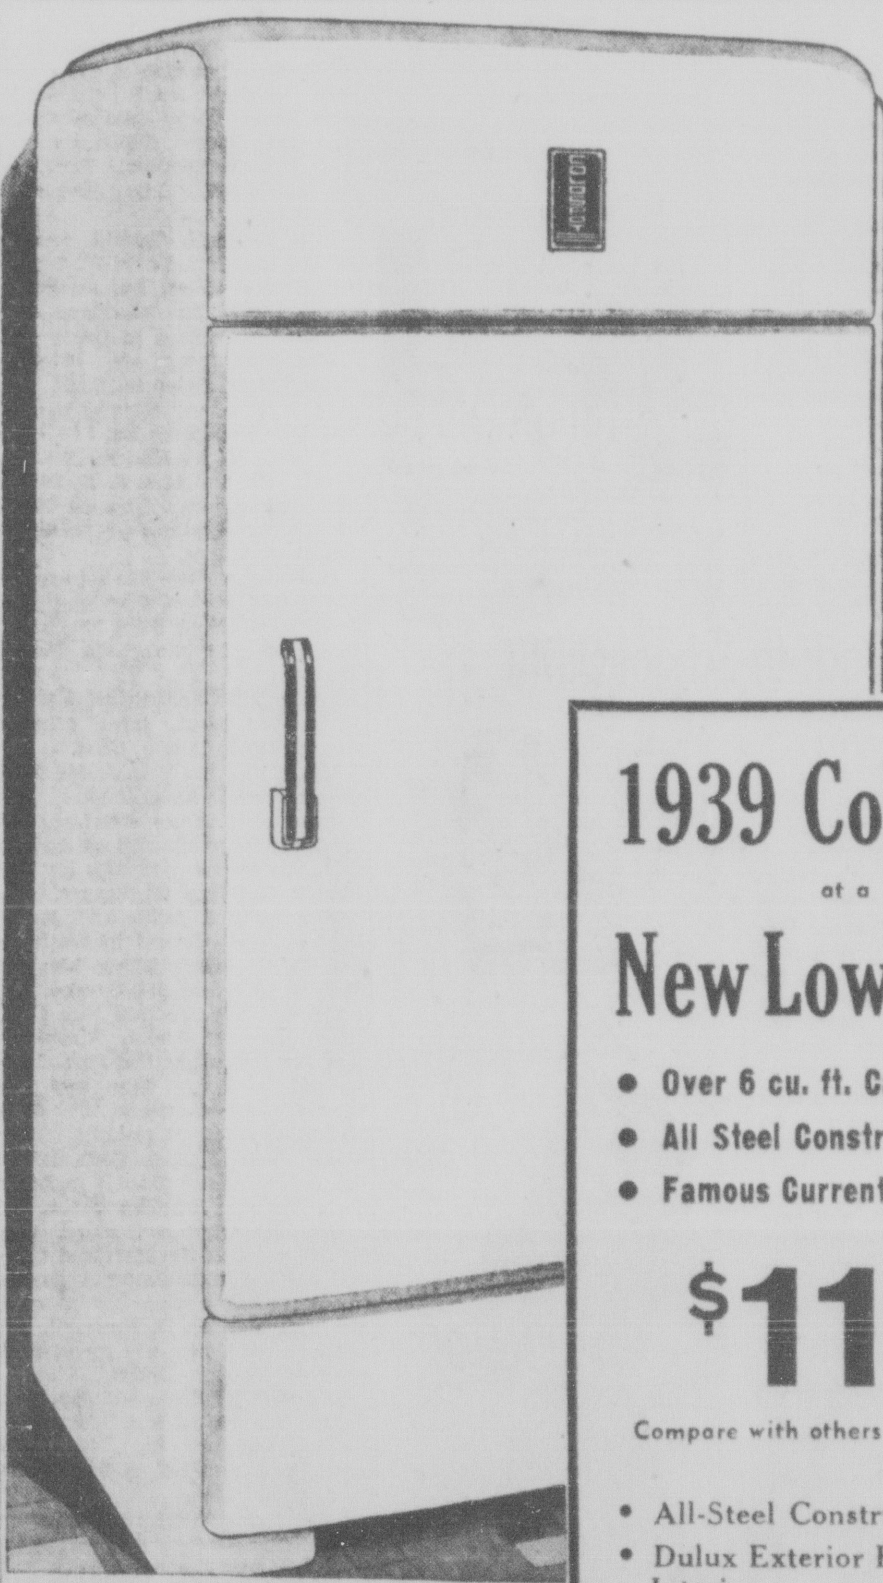 1939 Co
at a
New Low
● Over 6 cu. ft. C
● All Steel Constr
● Famous Current
$11
Compare with others
• All-Steel Constr
• Dulux Exterior